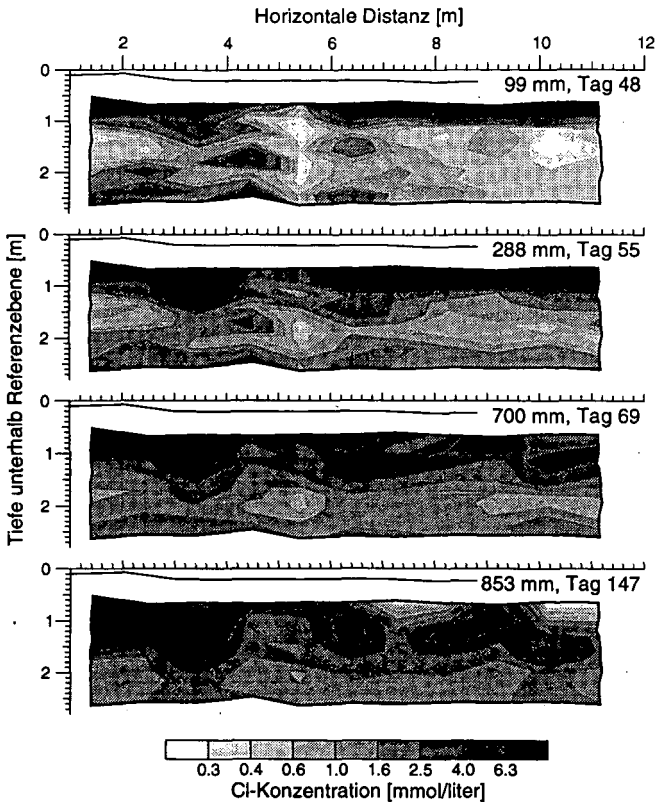 Horizontale Distanz [m]
2 4 6 8 10 12
Tiefe unterhalb Referenzebene [m]
0
99 mm, Tag 48
1
2
0
288 mm, Tag 55
1
2
0
700 mm, Tag 69
1
2
0
853 mm, Tag 147
1
2
0.3 0.4 0.6 1.0 1.6 2.5 4.0 6.3
Cl-Konzentration [mmol/liter]